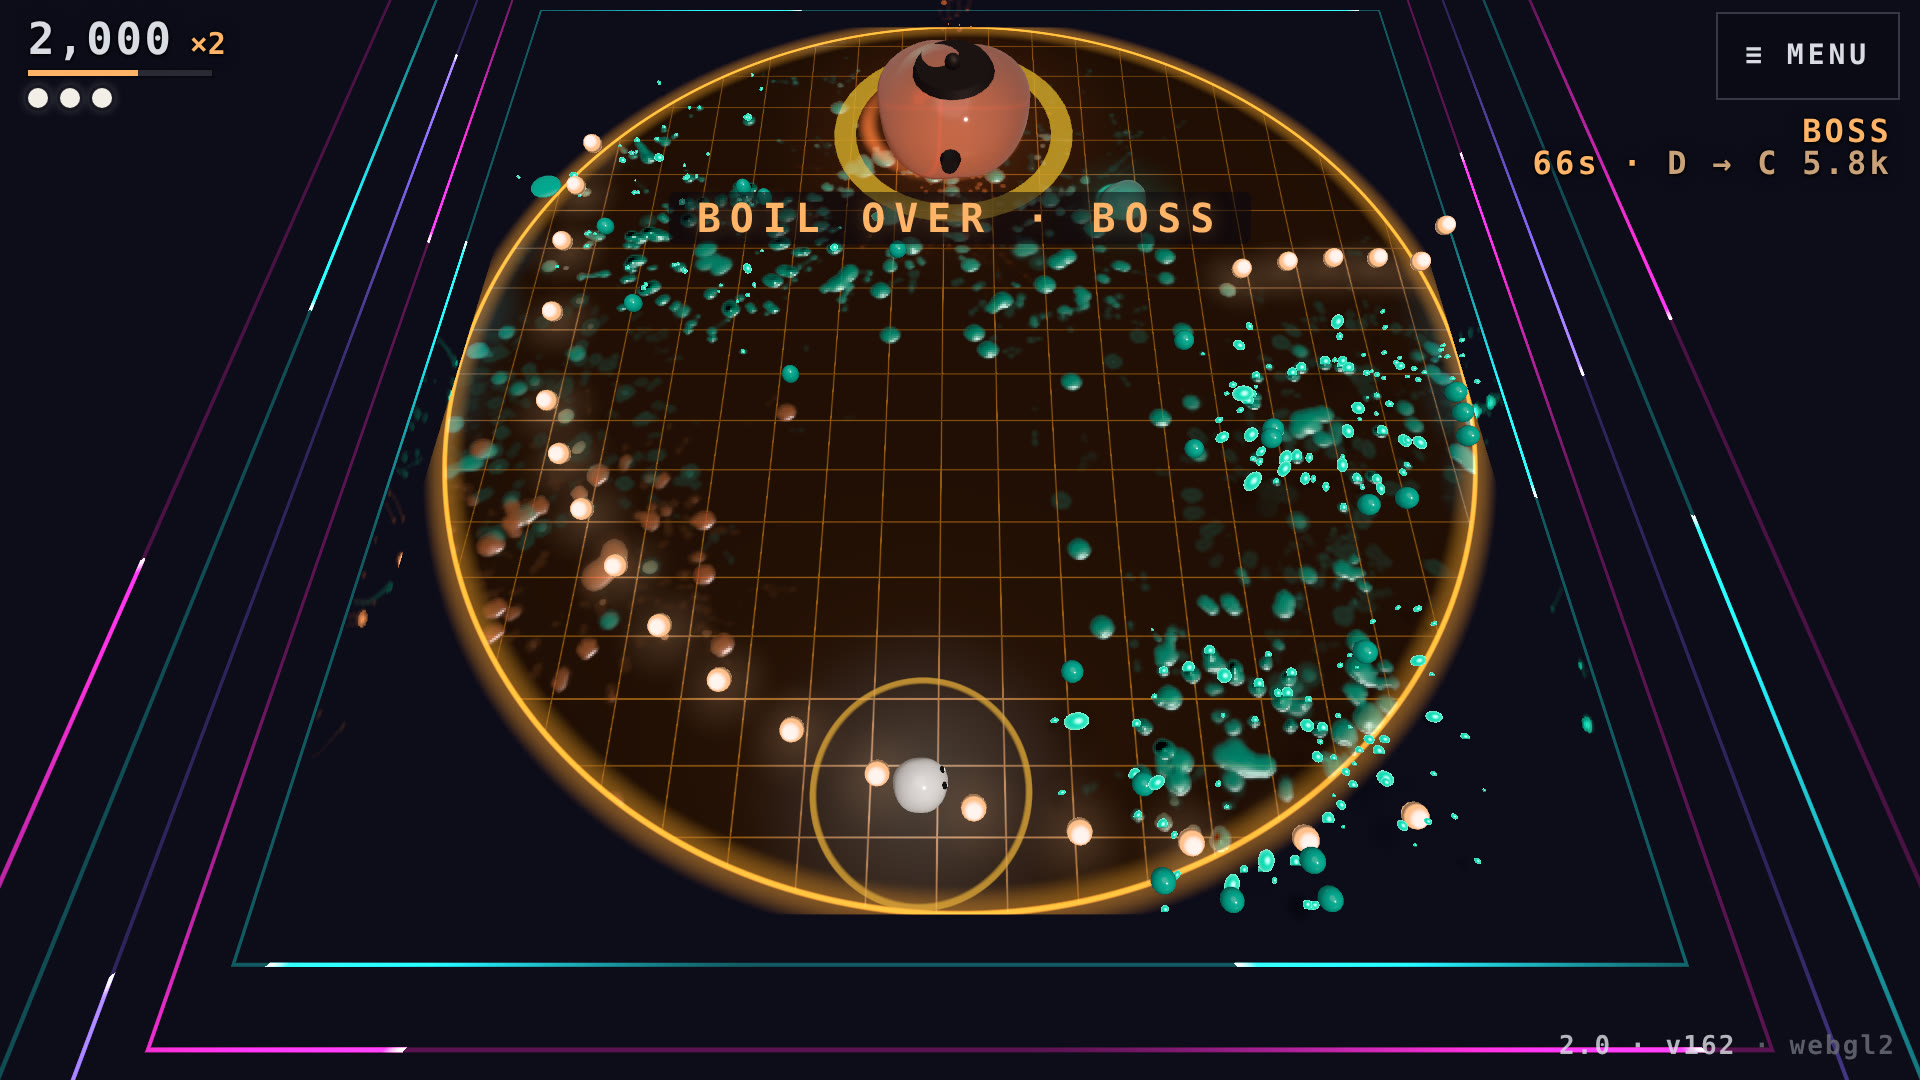 2,000 ×2
≡ MENU
BOSS
66s · D → C 5.8k
BOIL OVER · BOSS
2.0 · v162 · webgl2